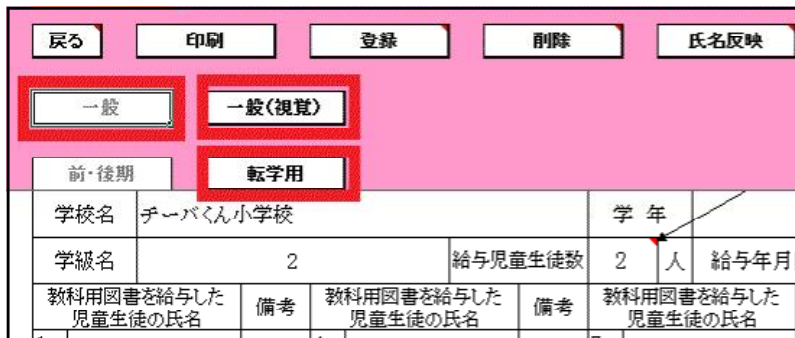 戻る 印刷 登録 削除 氏名反映
一般 一般(視覚)
前・後期 転学用
学校名 チーバくん小学校 学年
学級名 2 給与児童生徒数 2 人 給与年月
教科用図書を給与した児童生徒の氏名 備考 教科用図書を給与した児童生徒の氏名 備考 教科用図書を給与した児童生徒の氏名